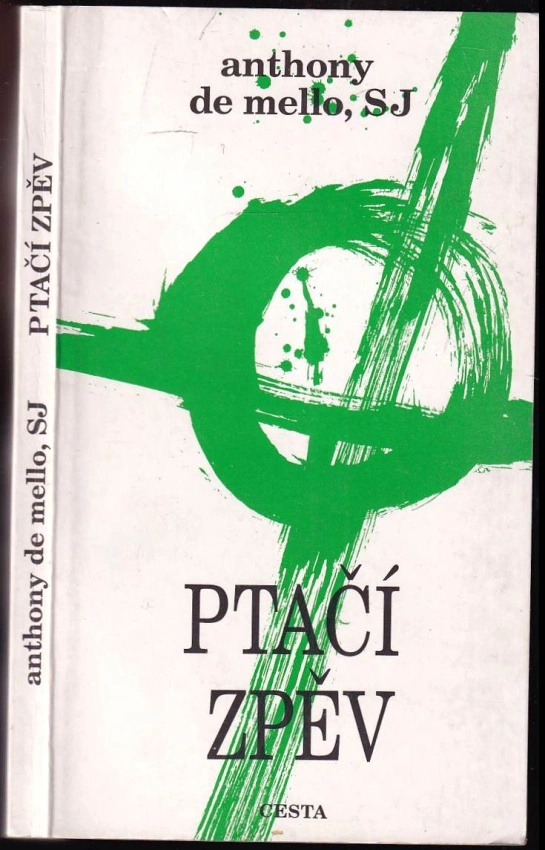 anthony
de mello, SJ
PTAČÍ
ZPĚV
CESTA
anthony de mello, SJ PTAČÍ ZPĚV